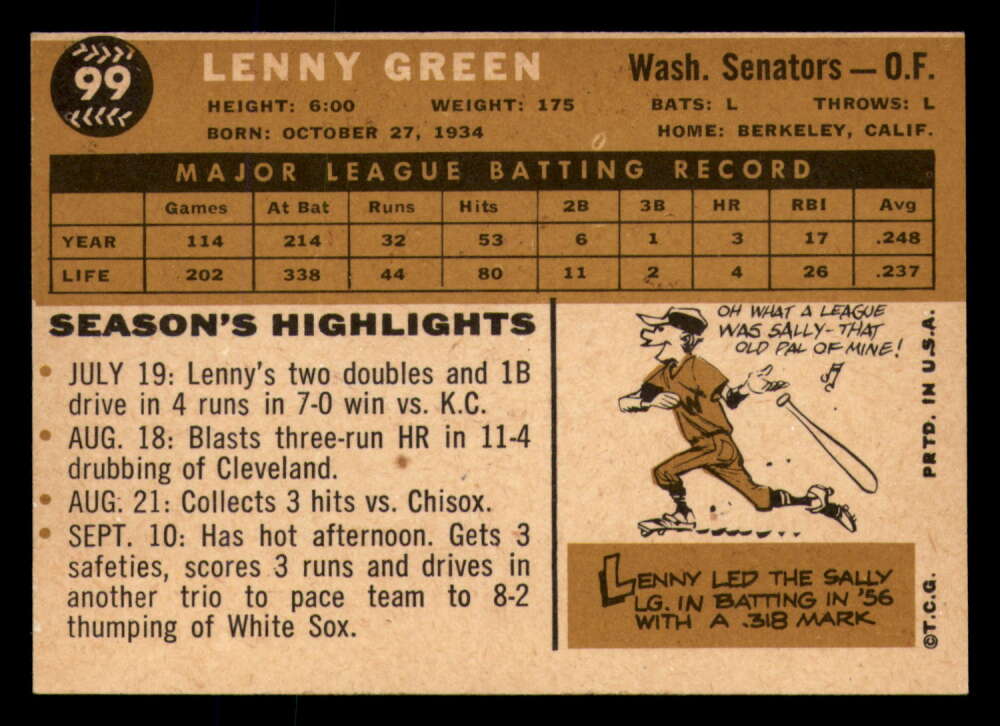 99
LENNY GREEN
Wash. Senators — O.F.
HEIGHT: 6:00 WEIGHT: 175 BATS: L THROWS: L
BORN: OCTOBER 27, 1934 HOME: BERKELEY, CALIF.
MAJOR LEAGUE BATTING RECORD
Games At Bat Runs Hits 2B 3B HR RBI Avg
YEAR 114 214 32 53 6 1 3 17 .248
LIFE 202 338 44 80 11 2 4 26 .237
SEASON'S HIGHLIGHTS
• JULY 19: Lenny's two doubles and 1B
drive in 4 runs in 7-0 win vs. K.C.
• AUG. 18: Blasts three-run HR in 11-4
drubbing of Cleveland.
• AUG. 21: Collects 3 hits vs. Chisox.
• SEPT. 10: Has hot afternoon. Gets 3
safeties, scores 3 runs and drives in
another trio to pace team to 8-2
thumping of White Sox.
OH WHAT A LEAGUE
WAS SALLY-THAT
OLD PAL OF MINE!
W
LENNY LED THE SALLY
LG. IN BATTING IN '56
WITH A .318 MARK
©T.C.G. PRTD. IN U.S.A.